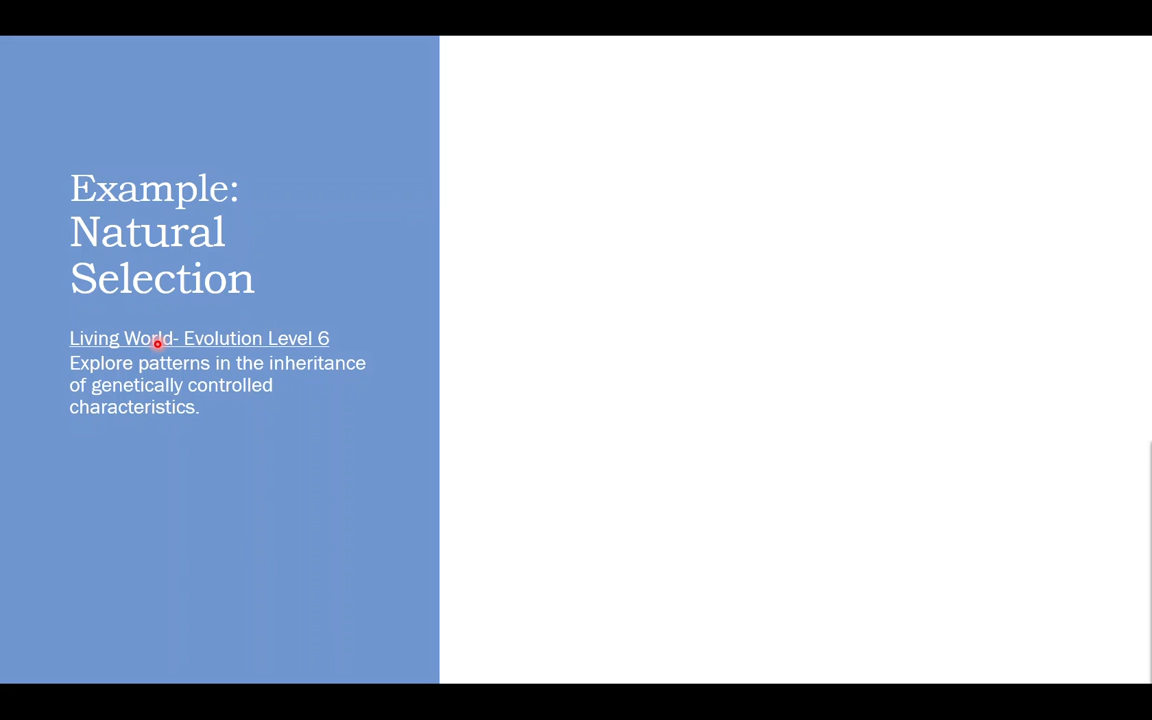 Example:
Natural
Selection
Living World- Evolution Level 6
Explore patterns in the inheritance
of genetically controlled
characteristics.